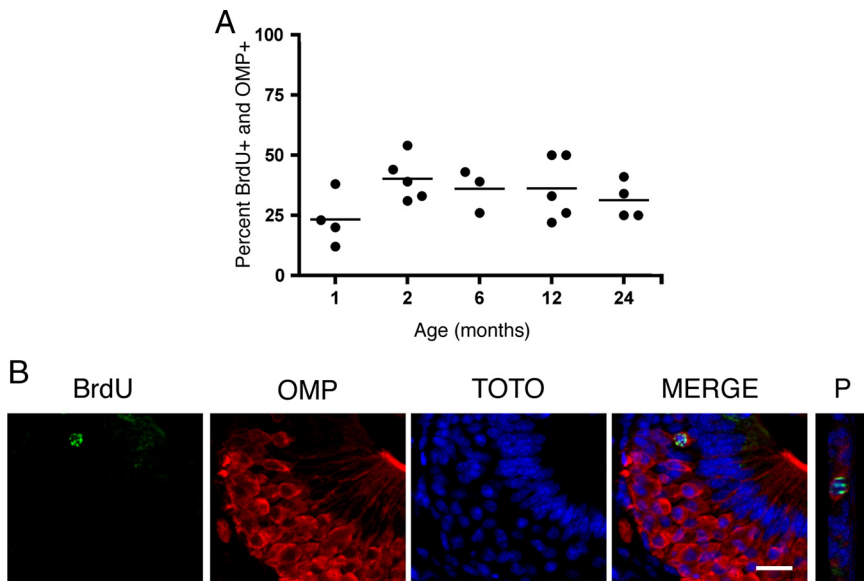 A
Percent BrdU+ and OMP+
100
75
50
25
0
1 2 6 12 24
Age (months)
B
BrdU OMP TOTO MERGE P